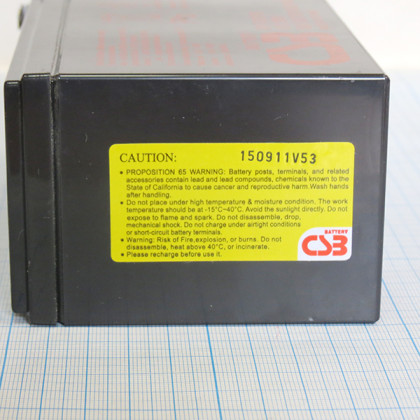 CAUTION: 150911V53
• PROPOSITION 65 WARNING: Battery posts, terminals, and related
accessories contain lead and lead compounds, chemicals known to the
State of California to cause cancer and reproductive harm.Wash hands
after handling.
• Do not place under high temperature & moisture condition. The work
temperature should be at -15°C~40°C. Avoid the sunlight directly. Do not
expose to flame and spark. Do not disassemble, drop,
mechanical shock. Do not charge under airtight conditions
or short-circuit battery terminals.
• Warning: Risk of Fire,explosion, or burns. Do not
disassemble, heat above 40°C, or incinerate.
• Please recharge before use it.
BATTERY
CSB